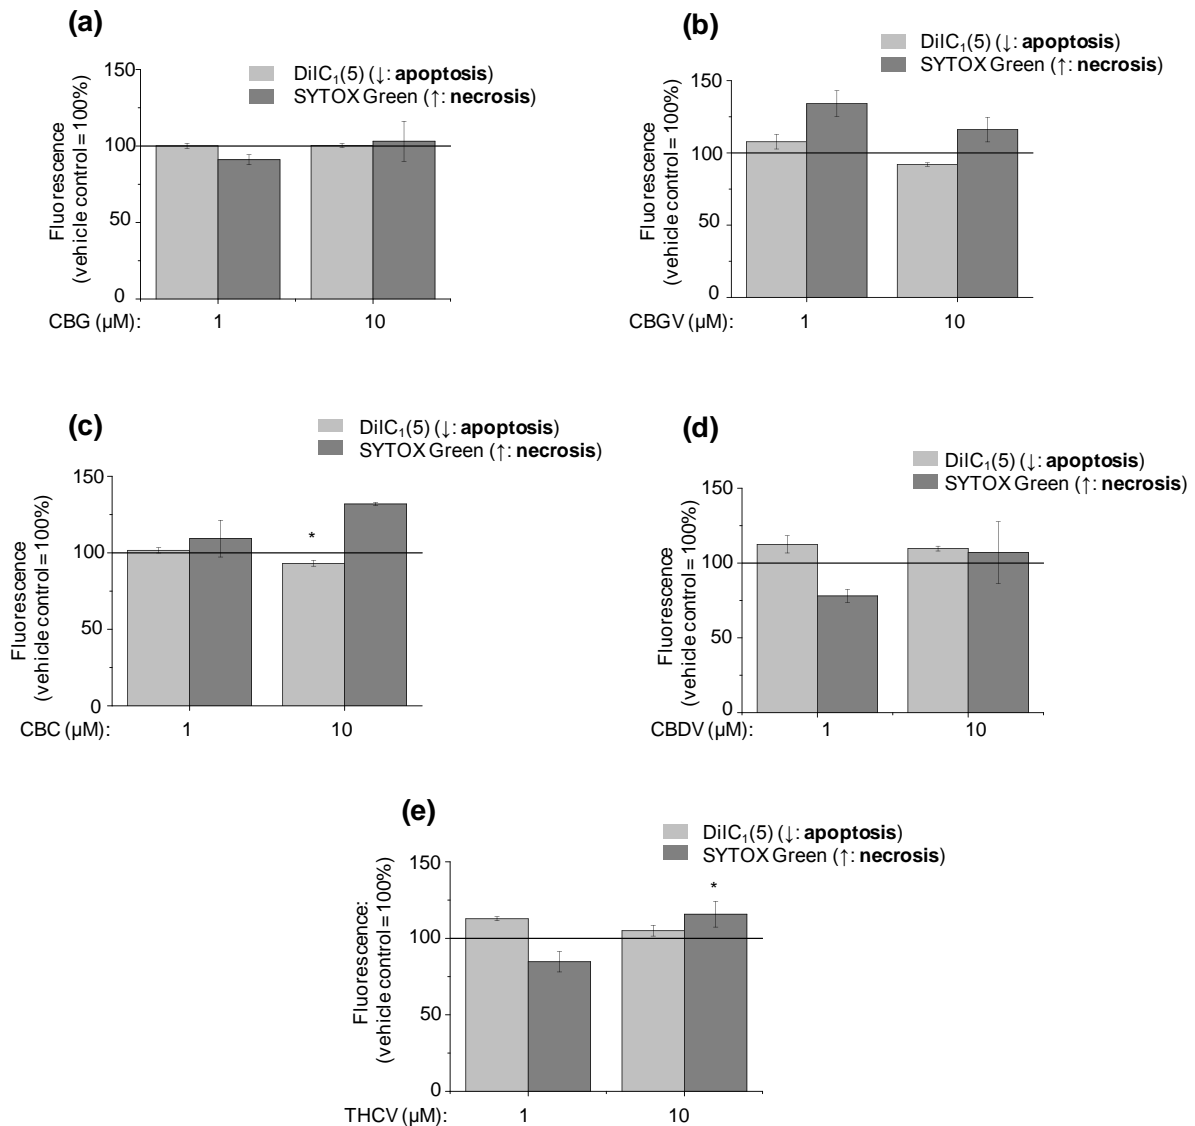 (a)
DiIC₁(5) (↓: apoptosis)
SYTOX Green (↑: necrosis)
Fluorescence
(vehicle control = 100%)
150
100
50
0
CBG (µM):
1
10
(b)
DiIC₁(5) (↓: apoptosis)
SYTOX Green (↑: necrosis)
Fluorescence
(vehicle control = 100%)
150
100
50
0
CBGV (µM):
1
10
(c)
DiIC₁(5) (↓: apoptosis)
SYTOX Green (↑: necrosis)
Fluorescence
(vehicle control = 100%)
150
100
50
0
*
CBC (µM):
1
10
(d)
DiIC₁(5) (↓: apoptosis)
SYTOX Green (↑: necrosis)
Fluorescence
(vehicle control = 100%)
150
100
50
0
CBDV (µM):
1
10
(e)
DiIC₁(5) (↓: apoptosis)
SYTOX Green (↑: necrosis)
Fluorescence:
(vehicle control = 100%)
150
100
50
0
*
THCV (µM):
1
10